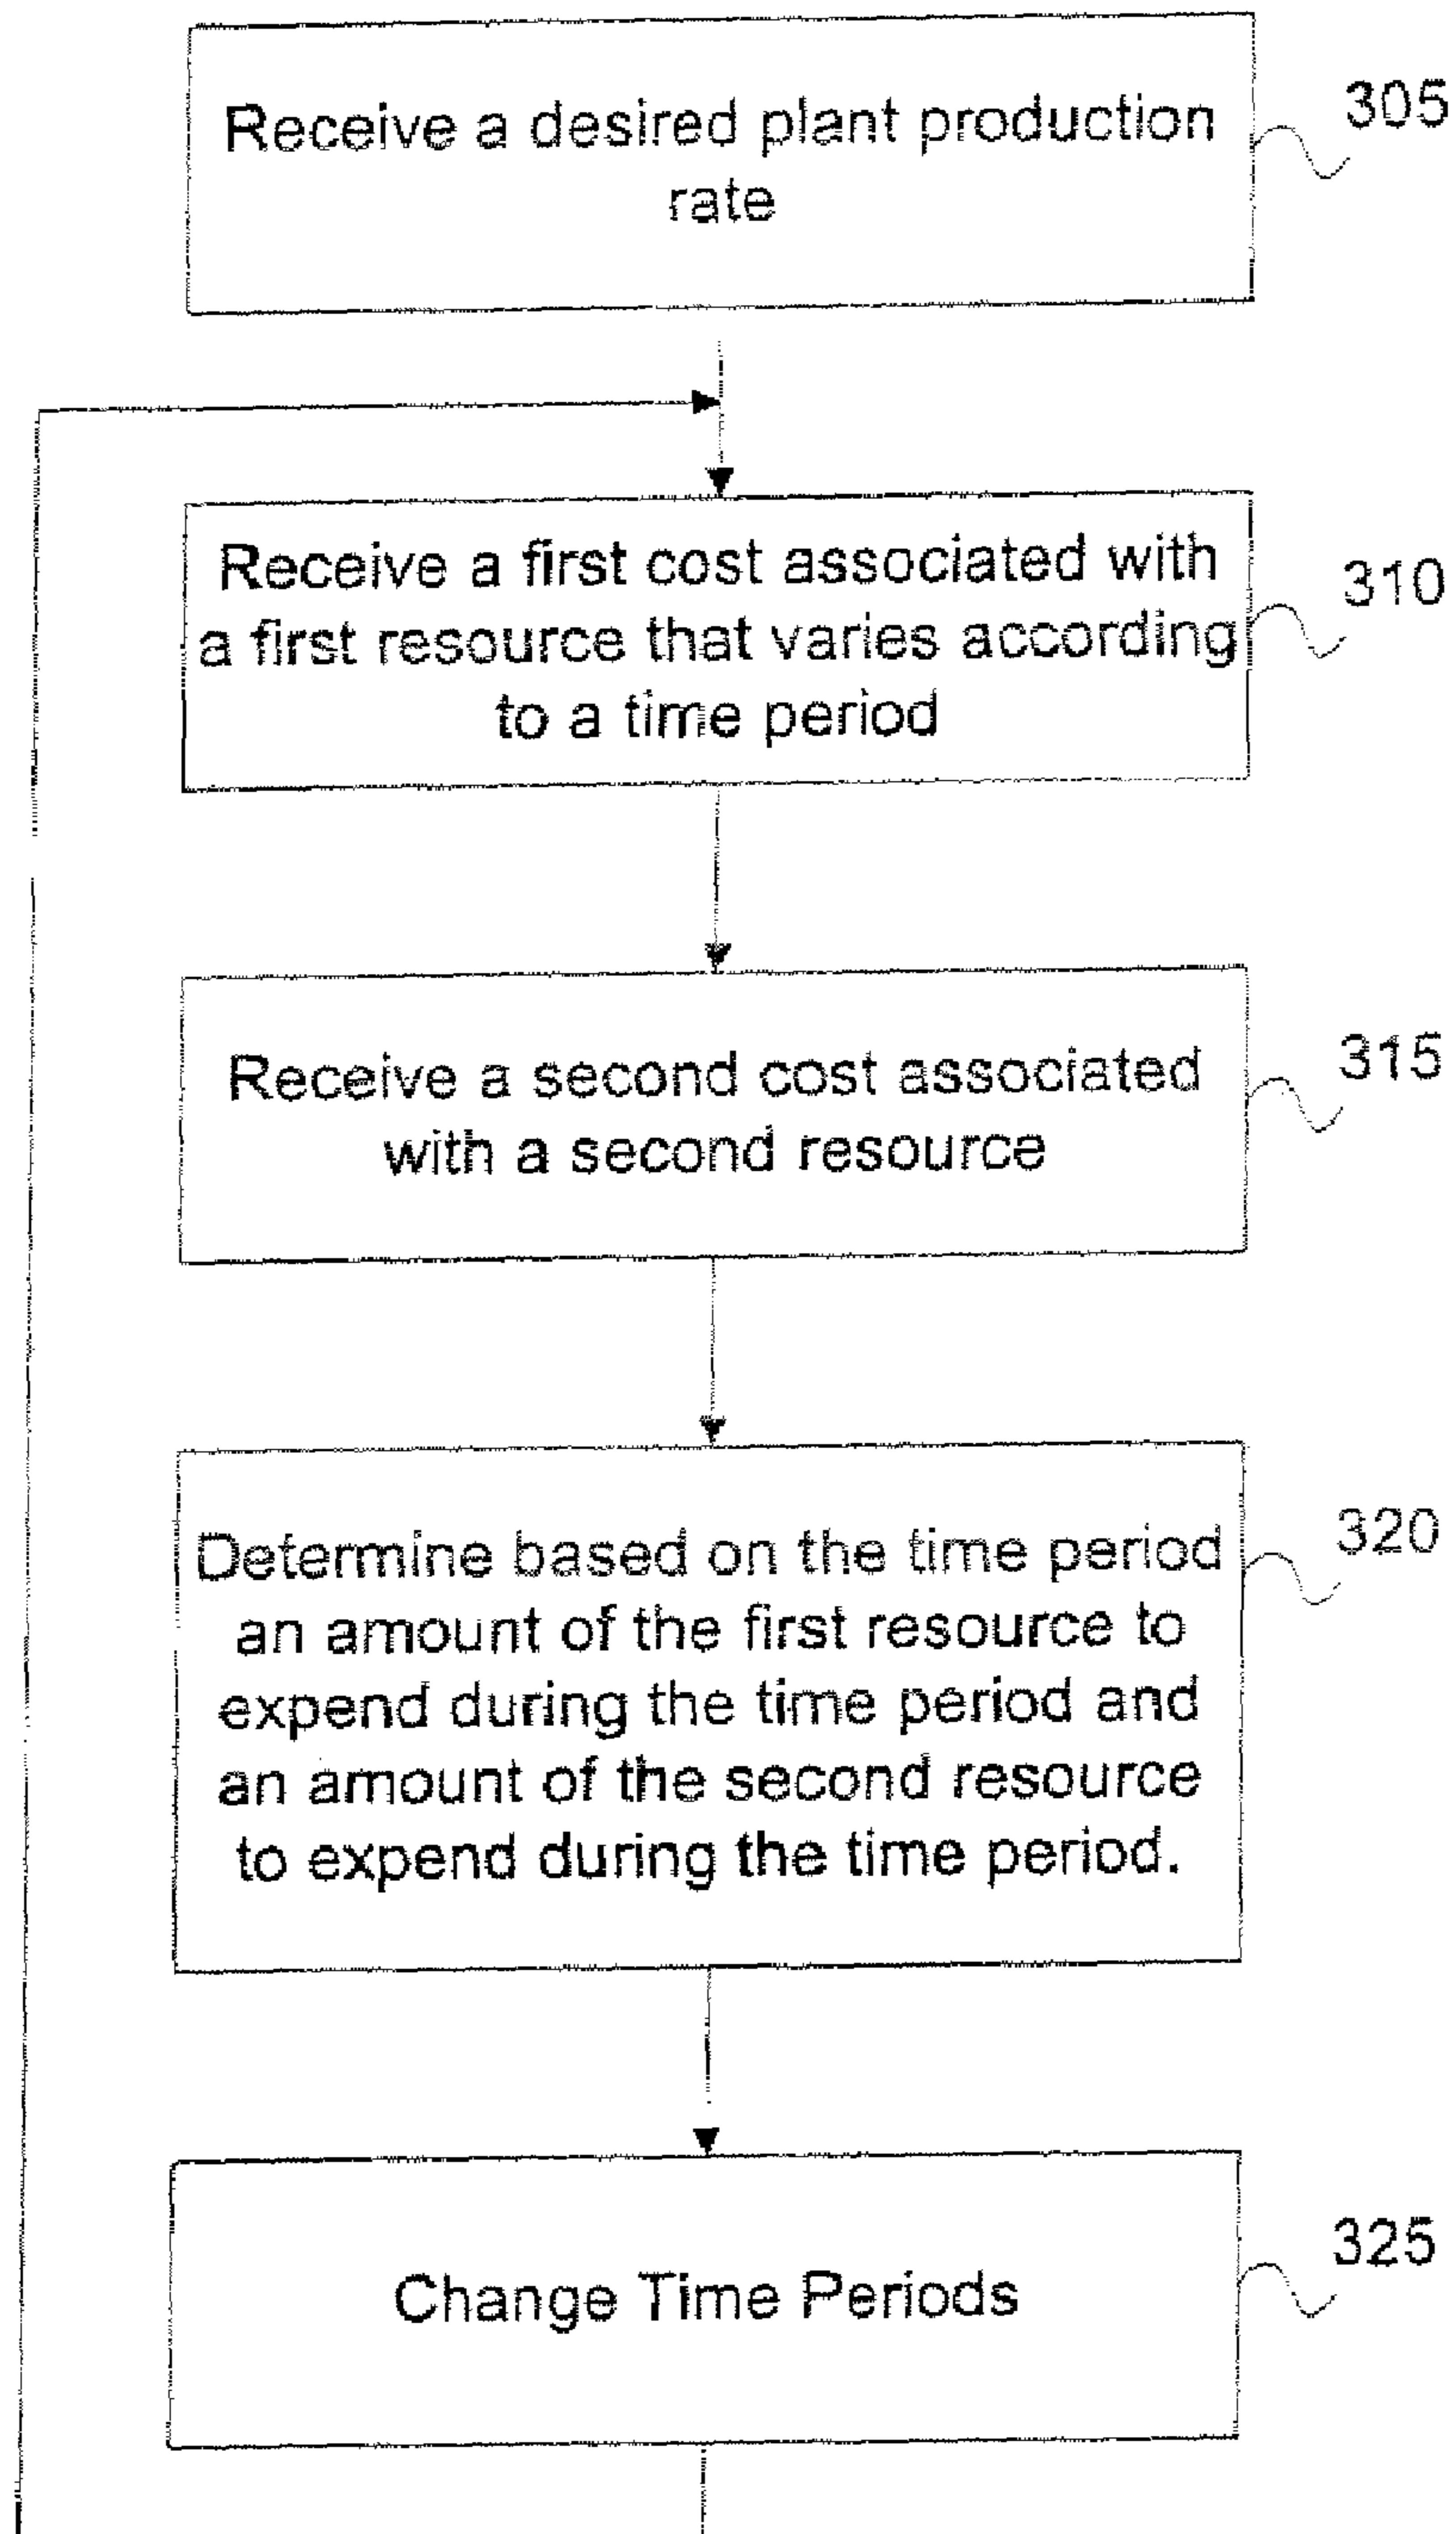 Receive a desired plant production
rate
305
Receive a first cost associated with
a first resource that varies according
to a time period
310
Receive a second cost associated
with a second resource
315
Determine based on the time period
an amount of the first resource to
expend during the time period and
an amount of the second resource
to expend during the time period.
320
Change Time Periods
325